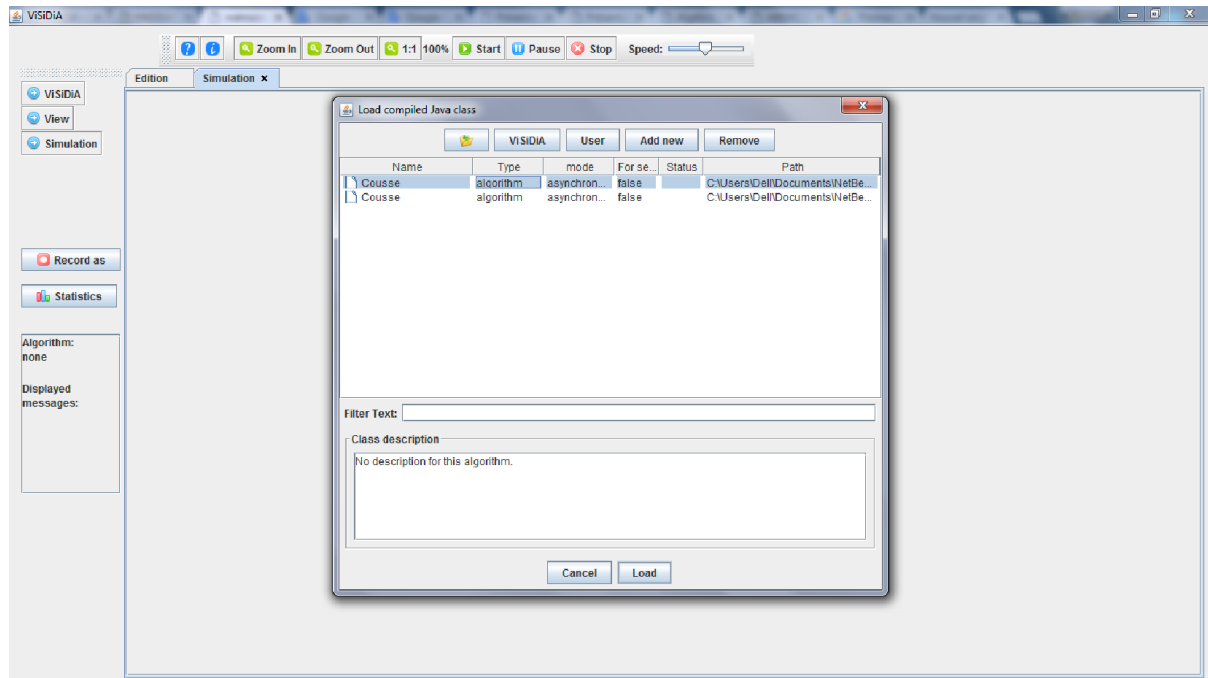 ViSiDiA
Zoom In Zoom Out 1:1 100% Start Pause Stop Speed:
Edition Simulation x
ViSiDiA
View
Simulation
Record as
Statistics
Algorithm:
none
Displayed
messages:
Load compiled Java class
ViSiDiA User Add new Remove
Name Type mode For se... Status Path
Cousse algorithm asynchron... false C:\Users\Dell\Documents\NetBe...
Cousse algorithm asynchron... false C:\Users\Dell\Documents\NetBe...
Filter Text:
Class description
No description for this algorithm.
Cancel Load